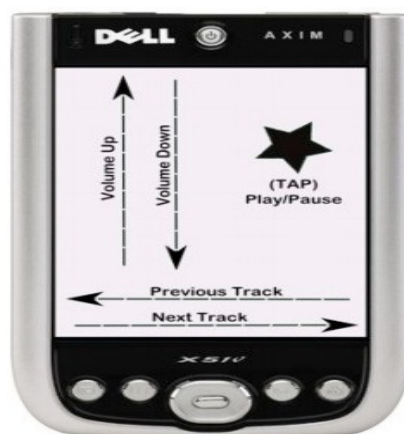 DELL
AXIM
Volume Up
Volume Down
(TAP)
Play/Pause
Previous Track
Next Track
X51v